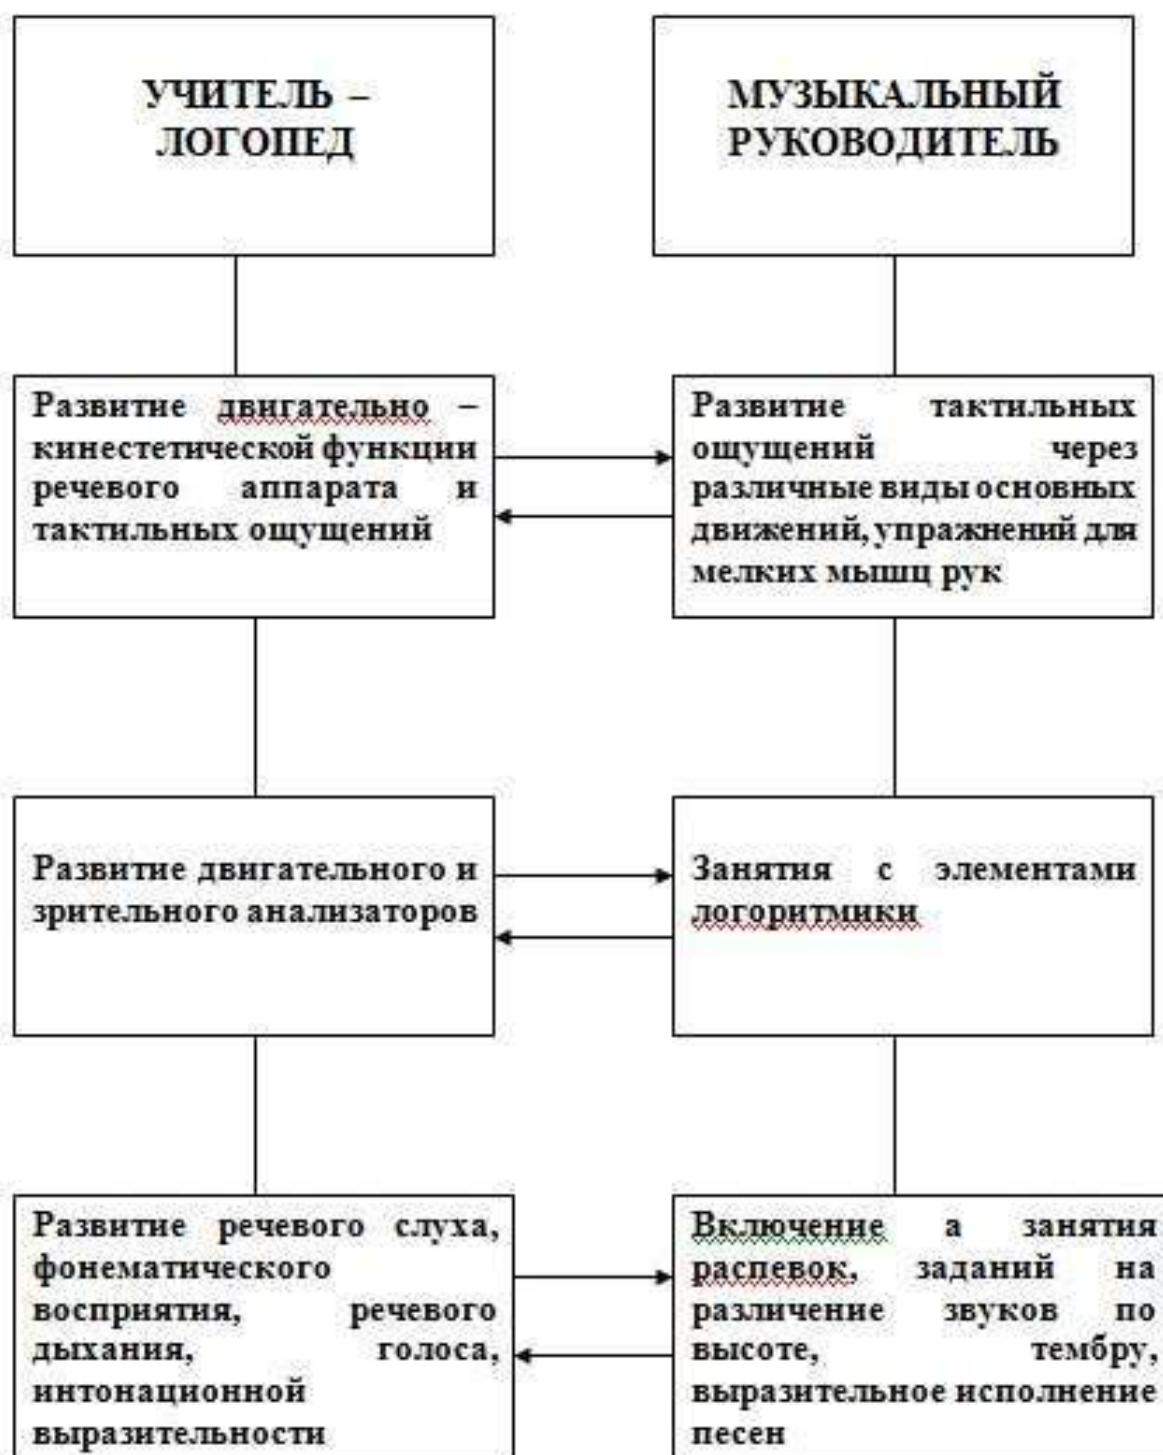 УЧИТЕЛЬ –
ЛОГОПЕД
МУЗЫКАЛЬНЫЙ
РУКОВОДИТЕЛЬ
Развитие двигательно –
кинестетической функции
речевого аппарата и
тактильных ощущений
Развитие тактильных
ощущений через
различные виды основных
движений, упражнений для
мелких мышц рук
Развитие двигательного и
зрительного анализаторов
Занятия с элементами
логоритмики
Развитие речевого слуха,
фонематического
восприятия, речевого
дыхания, голоса,
интонационной
выразительности
Включение а занятия
распевок, заданий на
различение звуков по
высоте, тембру,
выразительное исполнение
песен